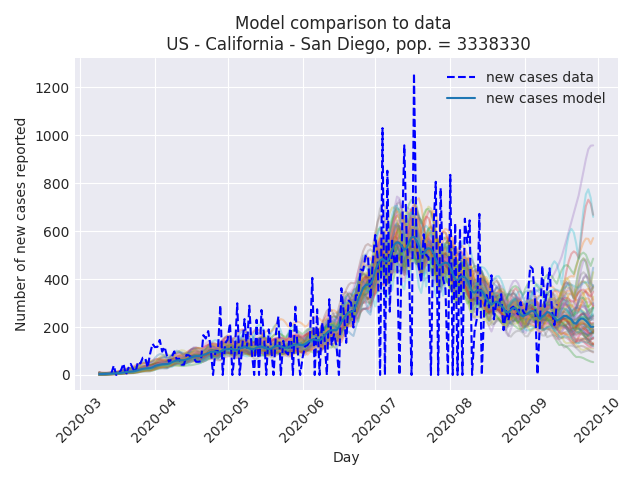 Model comparison to data
US - California - San Diego, pop. = 3338330
new cases data
new cases model
Number of new cases reported
1200
1000
800
600
400
200
0
2020-03
2020-04
2020-05
2020-06
2020-07
2020-08
2020-09
2020-10
Day